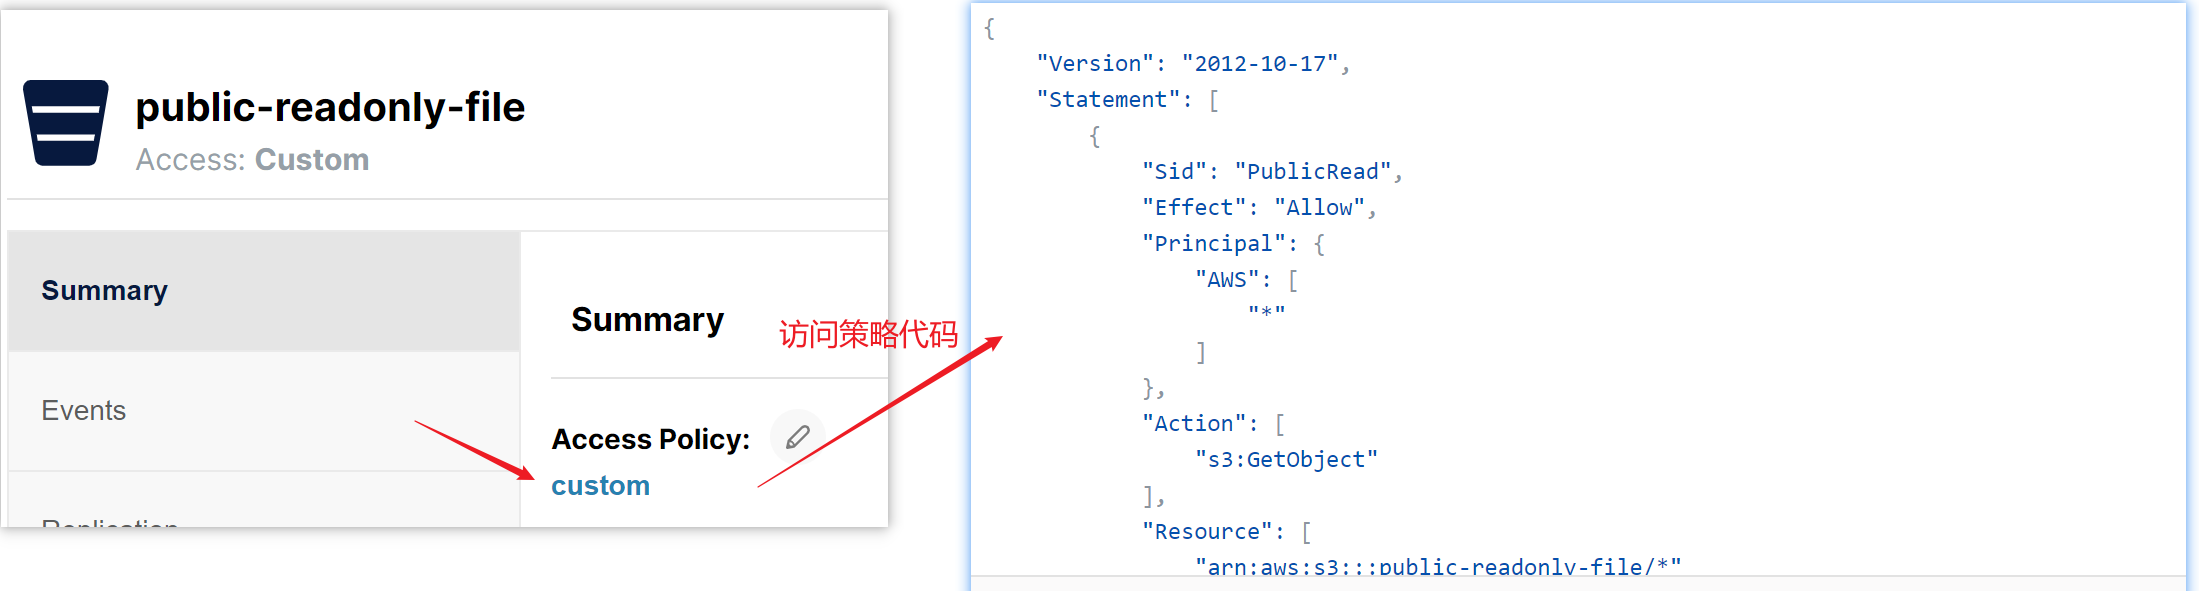 public-readonly-file
Access: Custom
Summary
Events
Replication
Summary
Access Policy:
custom
访问策略代码
{
"Version": "2012-10-17",
"Statement": [
{
"Sid": "PublicRead",
"Effect": "Allow",
"Principal": {
"AWS": [
"*"
]
},
"Action": [
"s3:GetObject"
],
"Resource": [
"arn:aws:s3:::public-readonly-file/*"